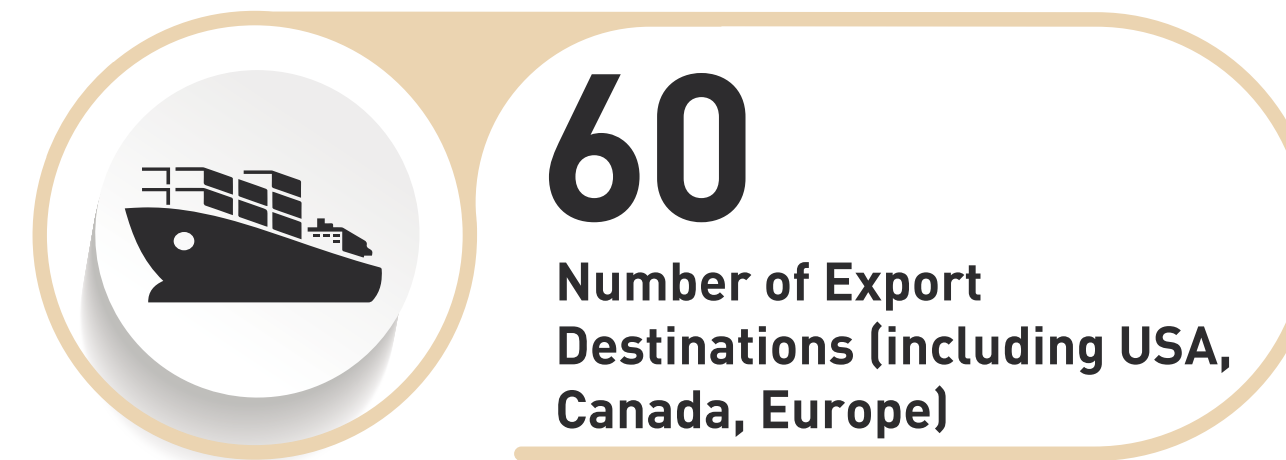 60
Number of Export
Destinations (including USA,
Canada, Europe)